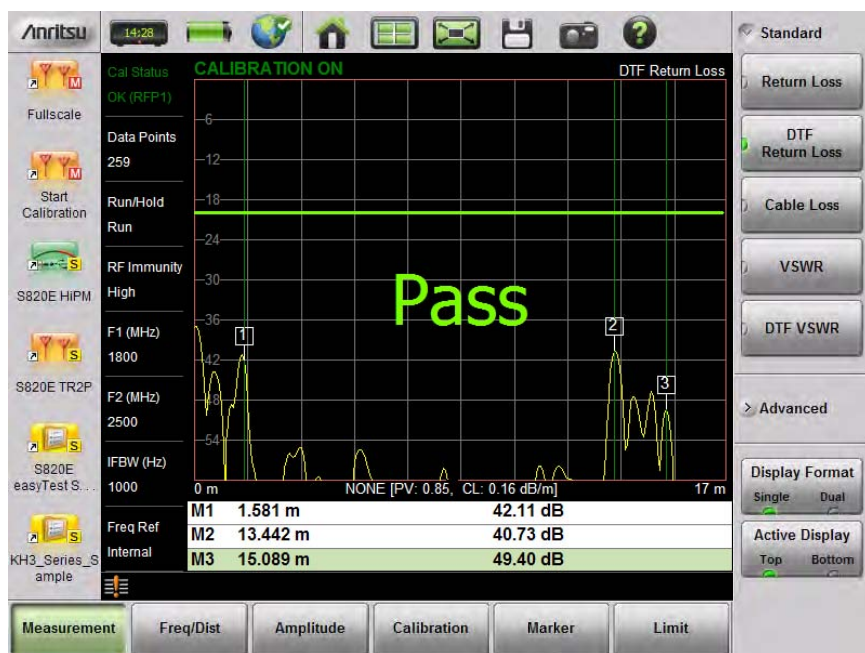 Anritsu
14:28
Standard
Fullscale
Start
Calibration
S820E HiPM
S820E TR2P
S820E
easyTest S...
KH3_Series_S
ample
Cal Status
OK (RFP1)
Data Points
259
Run/Hold
Run
RF Immunity
High
F1 (MHz)
1800
F2 (MHz)
2500
IFBW (Hz)
1000
Freq Ref
Internal
CALIBRATION ON
DTF Return Loss
-6
-12
-18
-24
-30
-36
-42
-48
-54
Pass
1
2
3
0 m
NONE [PV: 0.85, CL: 0.16 dB/m]
17 m
M1 1.581 m 42.11 dB
M2 13.442 m 40.73 dB
M3 15.089 m 49.40 dB
Return Loss
DTF
Return Loss
Cable Loss
VSWR
DTF VSWR
> Advanced
Display Format
Single Dual
Active Display
Top Bottom
Measurement
Freq/Dist
Amplitude
Calibration
Marker
Limit